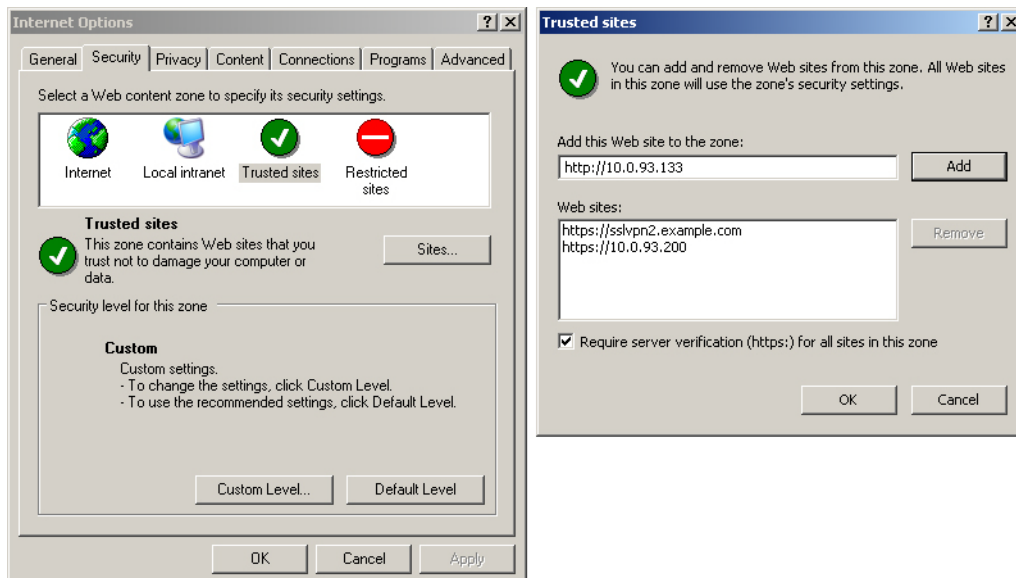 Internet Options
General Security Privacy Content Connections Programs Advanced
Select a Web content zone to specify its security settings.
Internet Local intranet Trusted sites Restricted
sites
Trusted sites
This zone contains Web sites that you
trust not to damage your computer or
data.
Sites...
Security level for this zone
Custom
Custom settings.
- To change the settings, click Custom Level.
- To use the recommended settings, click Default Level.
Custom Level... Default Level
OK Cancel Apply
Trusted sites
You can add and remove Web sites from this zone. All Web sites
in this zone will use the zone's security settings.
Add this Web site to the zone:
http://10.0.93.133 Add
Web sites:
https://sslvpn2.example.com
https://10.0.93.200
Remove
Require server verification (https:) for all sites in this zone
OK Cancel